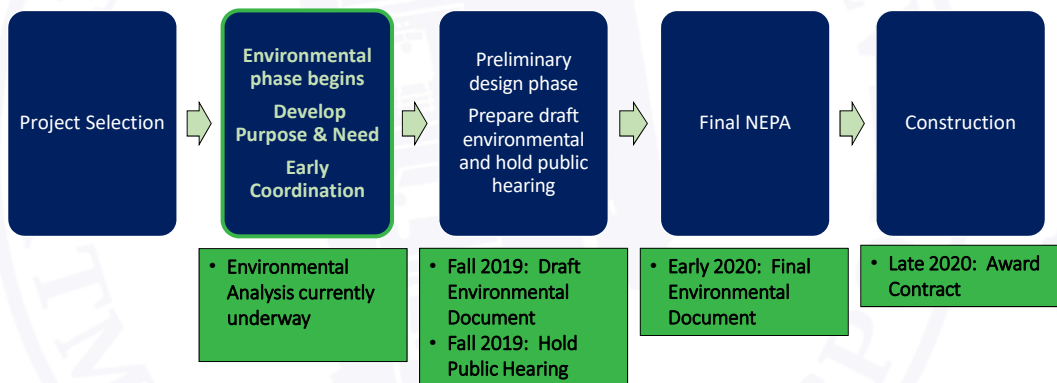 Project Selection
Environmental
phase begins
Develop
Purpose & Need
Early
Coordination
Preliminary
design phase
Prepare draft
environmental
and hold public
hearing
Final NEPA
Construction
• Environmental
Analysis currently
underway
• Fall 2019: Draft
Environmental
Document
• Fall 2019: Hold
Public Hearing
• Early 2020: Final
Environmental
Document
• Late 2020: Award
Contract